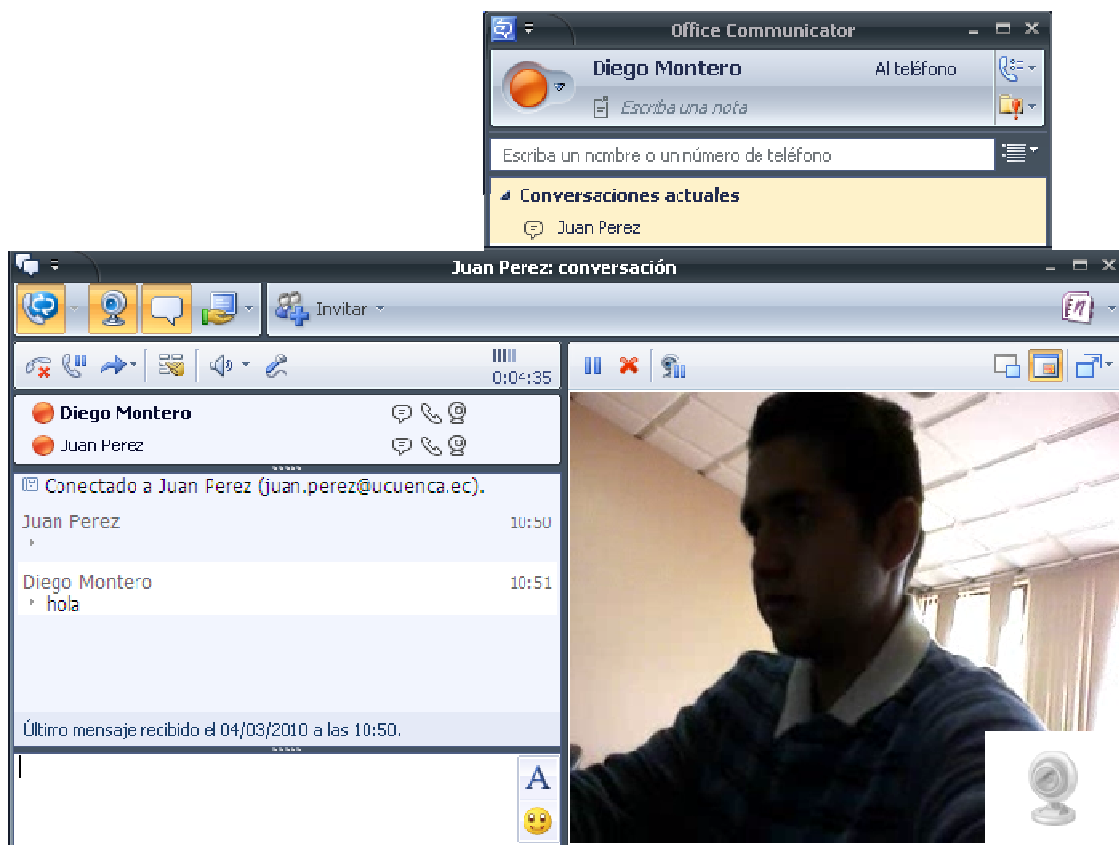 Office Communicator
Diego Montero Al teléfono
Escriba una nota
Escriba un nombre o un número de teléfono
Conversaciones actuales
Juan Perez
Juan Perez: conversación
Invitar
0:04:35
Diego Montero
Juan Perez
Conectado a Juan Perez (juan.perez@ucuenca.ec).
Juan Perez 10:50
Diego Montero 10:51
hola
Último mensaje recibido el 04/03/2010 a las 10:50.
A